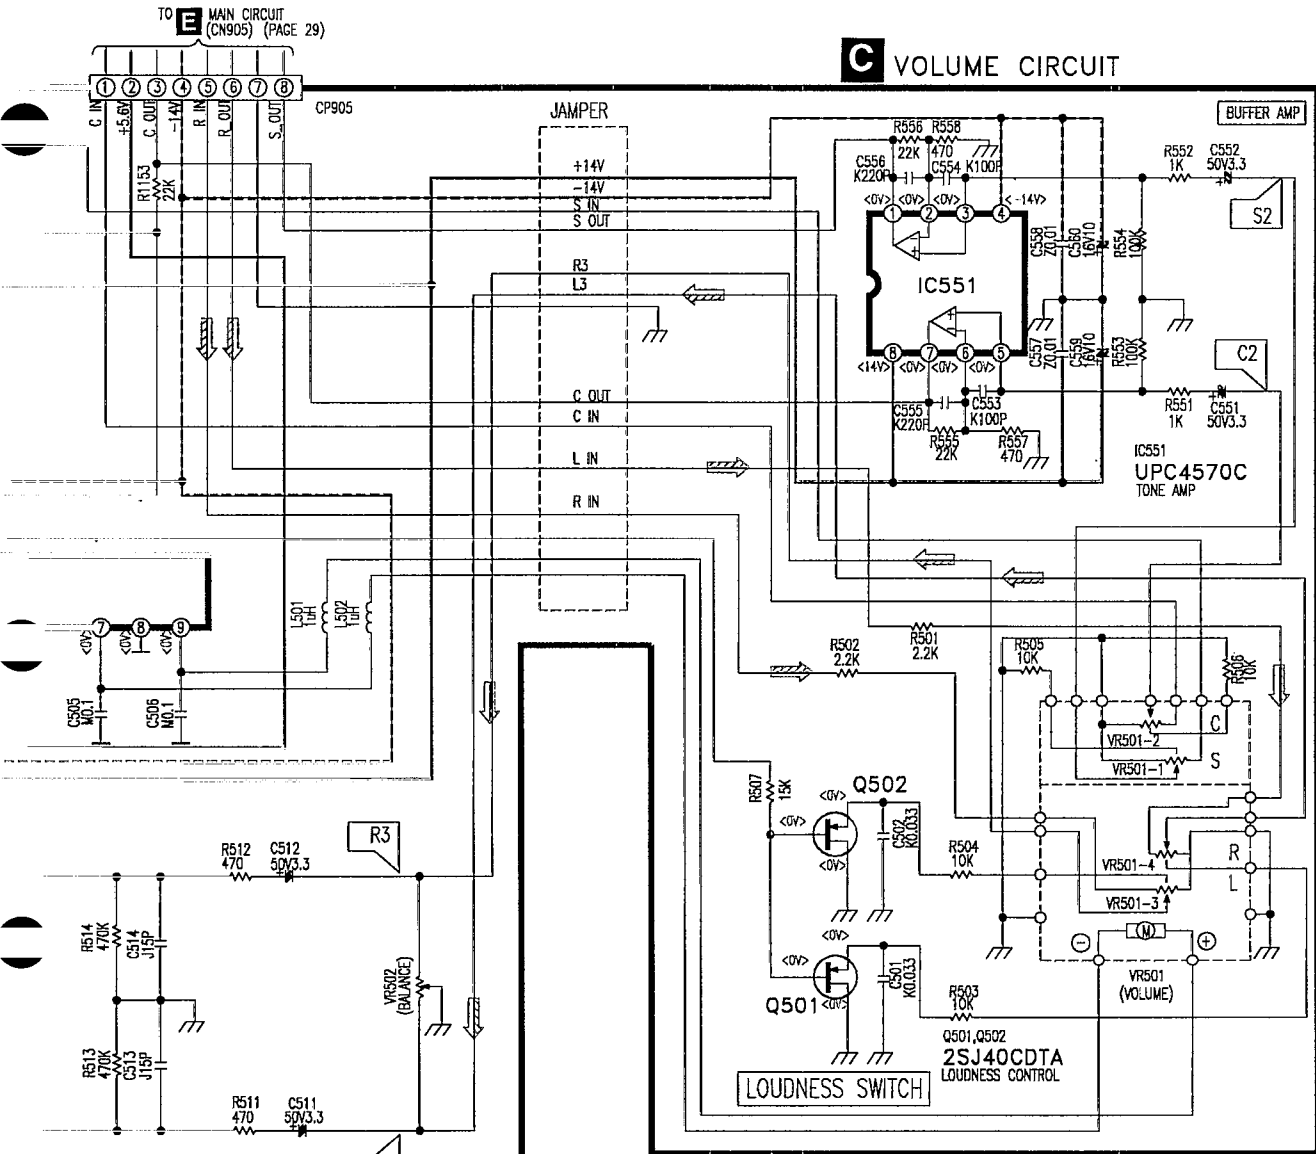 TO E MAIN CIRCUIT
(CN905) (PAGE 29)
C VOLUME CIRCUIT
1 2 3 4 5 6 7 8
CP905
C IN
+5.6V
C OUT
-14V
R IN
R OUT
S_OUT
R1153
22K
JAMPER
+14V
-14V
S IN
S OUT
R3
L3
C OUT
C IN
L IN
R IN
BUFFER AMP
R556
22K
R558
470
C556
K220P
C554
K100P
R552
1K
C552
50V3.3
S2
<0V> <0V> <0V> <-14V>
1 2 3 4
IC551
8 7 6 5
<14V> <0V> <0V> <0V>
C558
Z0.01
C560
16V10
R554
100K
C557
Z0.01
C559
16V10
R553
100K
C2
C555
K220P
C553
K100P
R555
22K
R557
470
R551
1K
C551
50V3.3
IC551
UPC4570C
TONE AMP
L501
1uH
L502
1uH
7 8 9
<0V> <0V> <0V>
C505
M0.1
C506
M0.1
R502
2.2K
R501
2.2K
R505
10K
R506
10K
C
VR501-2
VR501-1
S
R507
15K
Q502
<0V>
<0V>
<0V>
C502
K0.033
R504
10K
VR501-4
R
L
VR501-3
M
- +
VR501
(VOLUME)
<0V>
<0V>
Q501
<0V>
C501
K0.033
R503
10K
Q501,Q502
2SJ40CDTA
LOUDNESS CONTROL
LOUDNESS SWITCH
R3
R512
470
C512
50V3.3
R514
470K
C514
J15P
VR502
(BALANCE)
R513
470K
C513
J15P
R511
470
C511
50V3.3